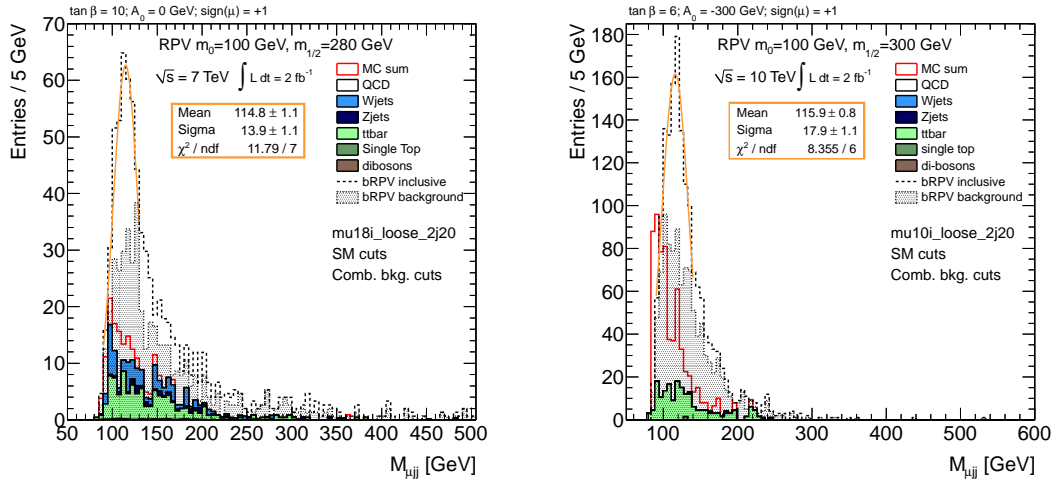 tan β = 10; A_0 = 0 GeV; sign(μ) = +1
Entries / 5 GeV
RPV m_0=100 GeV, m_1/2=280 GeV
√s = 7 TeV ∫ L dt = 2 fb^-1
Mean 114.8 ± 1.1
Sigma 13.9 ± 1.1
χ² / ndf 11.79 / 7
MC sum
QCD
Wjets
Zjets
ttbar
Single Top
dibosons
bRPV inclusive
bRPV background
mu18i_loose_2j20
SM cuts
Comb. bkg. cuts
70
60
50
40
30
20
10
0
50 100 150 200 250 300 350 400 450 500
M_μjj [GeV]
tan β = 6; A_0 = -300 GeV; sign(μ) = +1
Entries / 5 GeV
RPV m_0=100 GeV, m_1/2=300 GeV
√s = 10 TeV ∫ L dt = 2 fb^-1
Mean 115.9 ± 0.8
Sigma 17.9 ± 1.1
χ² / ndf 8.355 / 6
MC sum
QCD
Wjets
Zjets
ttbar
single top
di-bosons
bRPV inclusive
bRPV background
mu10i_loose_2j20
SM cuts
Comb. bkg. cuts
180
160
140
120
100
80
60
40
20
0
100 200 300 400 500 600
M_μjj [GeV]